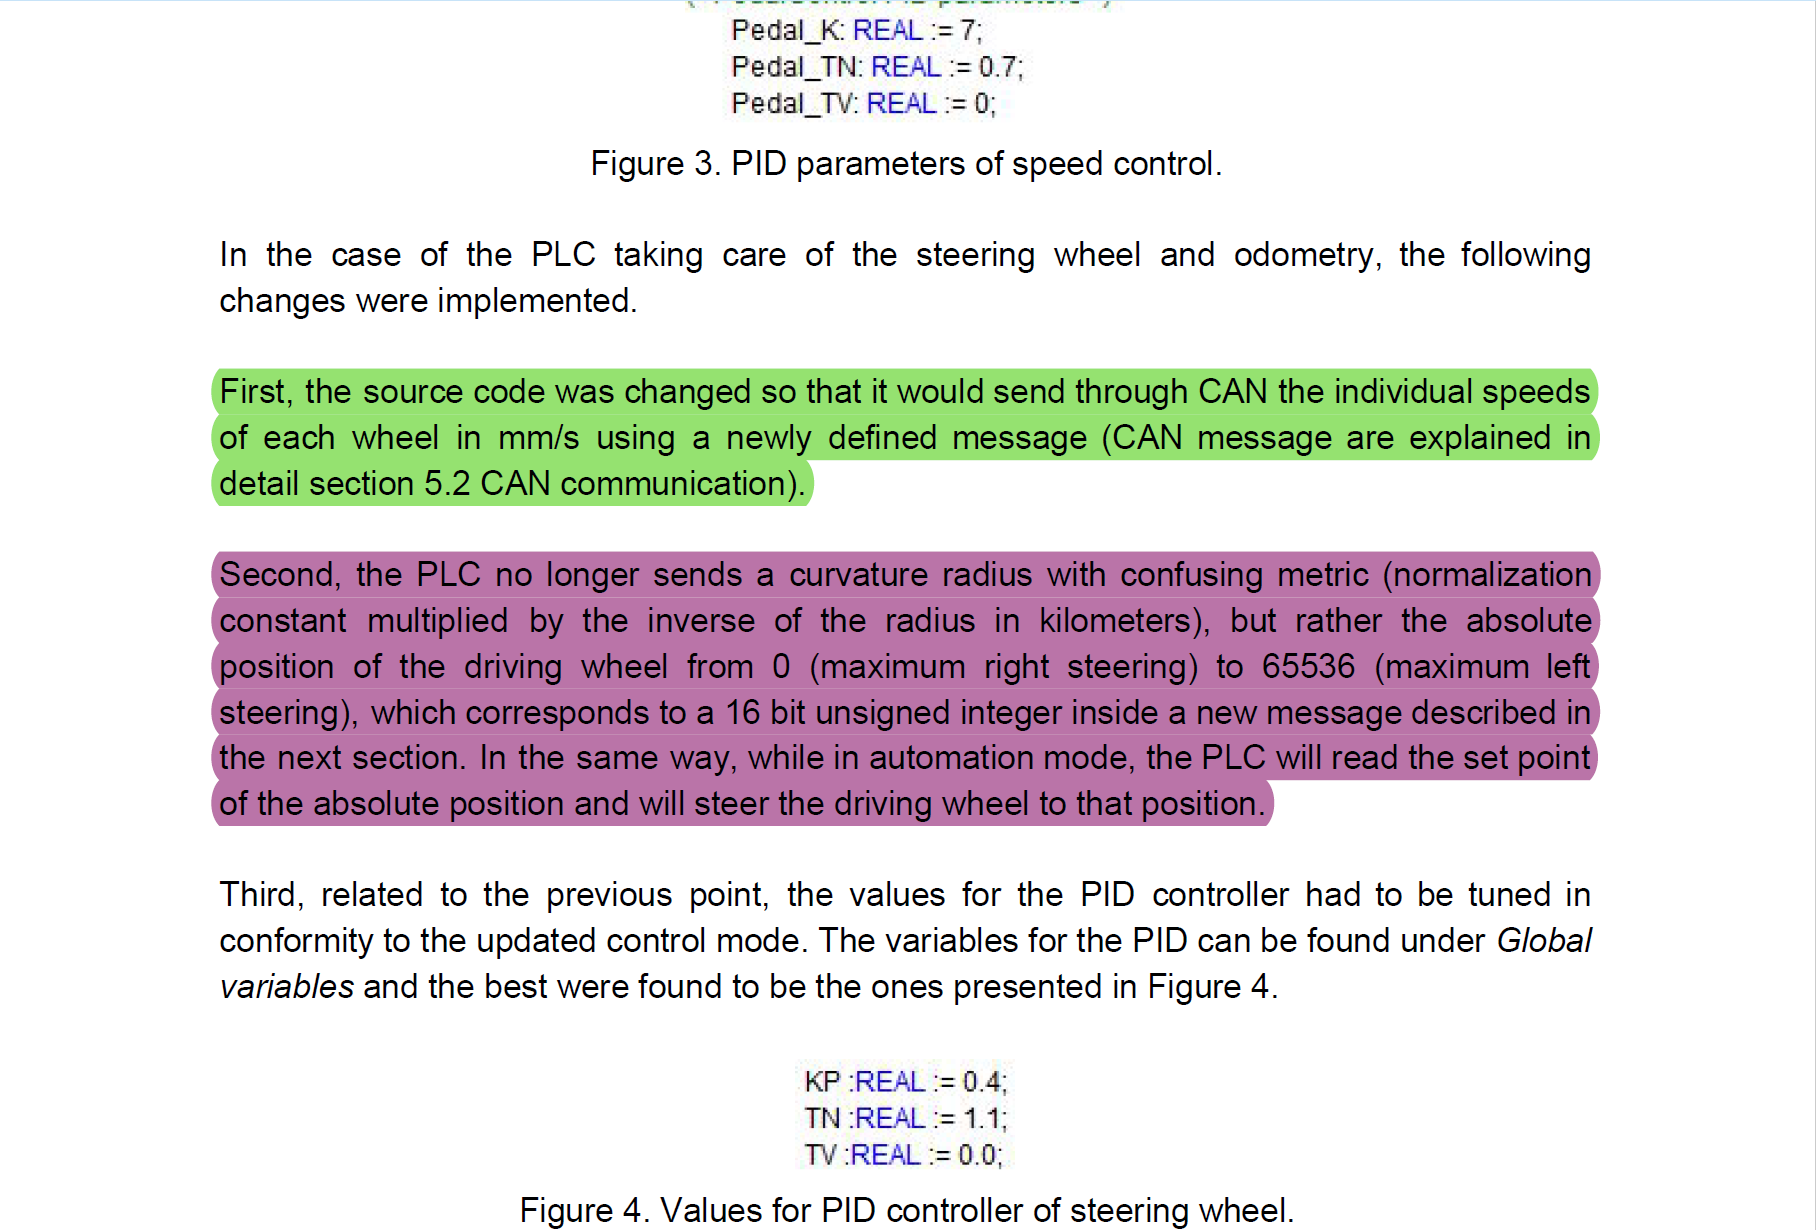 Pedal_K: REAL := 7;
Pedal_TN: REAL := 0.7;
Pedal_TV: REAL := 0;
Figure 3. PID parameters of speed control.
In the case of the PLC taking care of the steering wheel and odometry, the following
changes were implemented.
First, the source code was changed so that it would send through CAN the individual speeds
of each wheel in mm/s using a newly defined message (CAN message are explained in
detail section 5.2 CAN communication).
Second, the PLC no longer sends a curvature radius with confusing metric (normalization
constant multiplied by the inverse of the radius in kilometers), but rather the absolute
position of the driving wheel from 0 (maximum right steering) to 65536 (maximum left
steering), which corresponds to a 16 bit unsigned integer inside a new message described in
the next section. In the same way, while in automation mode, the PLC will read the set point
of the absolute position and will steer the driving wheel to that position.
Third, related to the previous point, the values for the PID controller had to be tuned in
conformity to the updated control mode. The variables for the PID can be found under Global
variables and the best were found to be the ones presented in Figure 4.
KP :REAL := 0.4;
TN :REAL := 1.1;
TV :REAL := 0.0;
Figure 4. Values for PID controller of steering wheel.